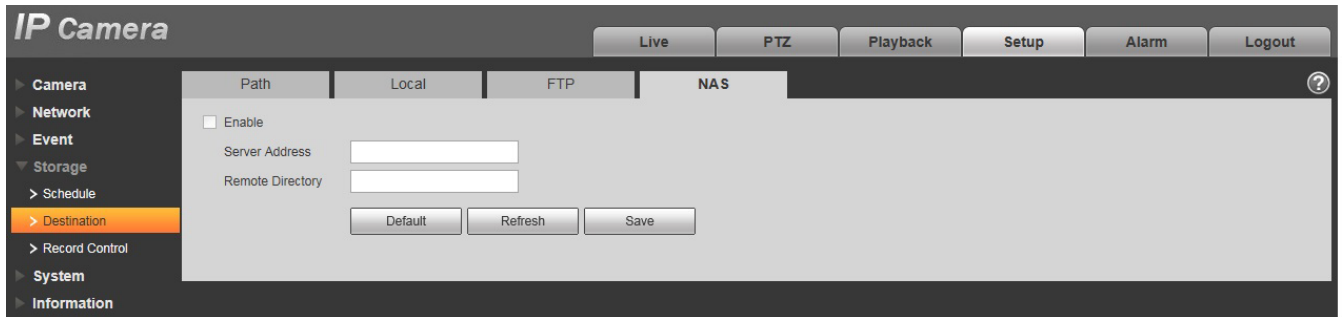 IP Camera
Live PTZ Playback Setup Alarm Logout
Camera
Network
Event
Storage
> Schedule
> Destination
> Record Control
System
Information
Path Local FTP NAS ?
Enable
Server Address
Remote Directory
Default Refresh Save